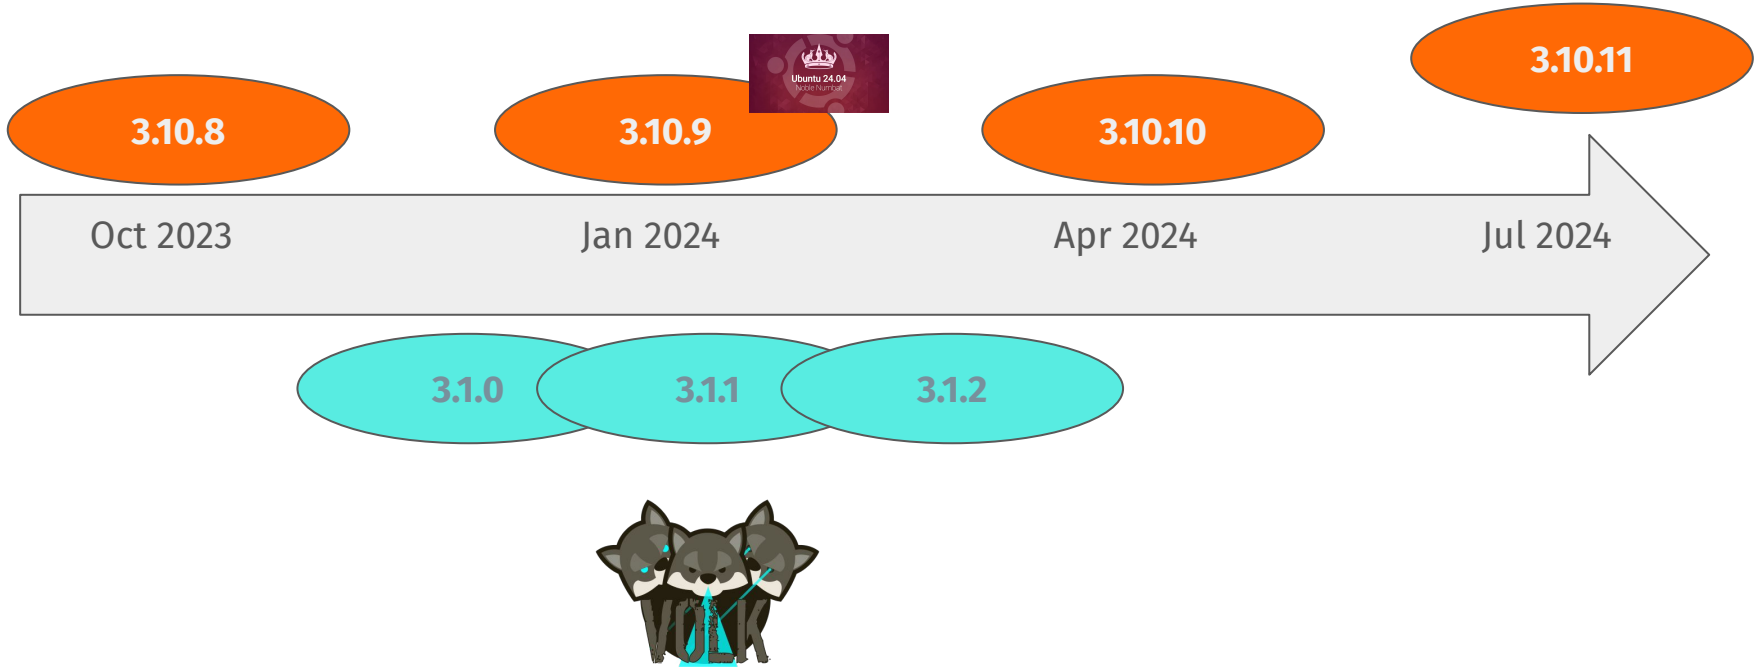 3.10.11
Ubuntu 24.04
Noble Numbat
3.10.8
3.10.9
3.10.10
Oct 2023
Jan 2024
Apr 2024
Jul 2024
3.1.0
3.1.1
3.1.2
VOLK